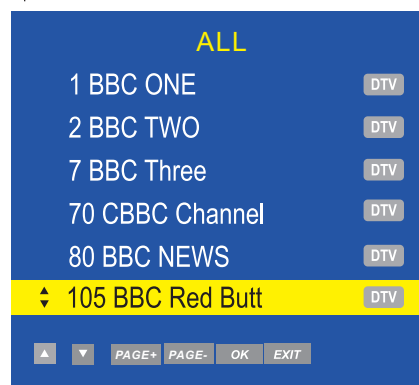 ALL
1 BBC ONE DTV
2 BBC TWO DTV
7 BBC Three DTV
70 CBBC Channel DTV
80 BBC NEWS DTV
105 BBC Red Butt DTV
PAGE+ PAGE- OK EXIT